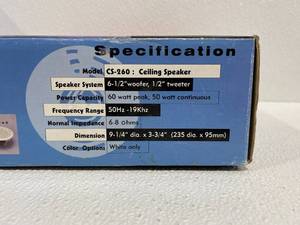 Specification
Model CS-260 : Ceiling Speaker
Speaker System 6-1/2"woofer, 1/2" tweeter
Power Capacity 60 watt peak, 50 watt continuous
Frequency Range 50Hz -19Khz
Normal Impedance 6-8 ohms
Dimension 9-1/4" dia. x 3-3/4" (235 dia. x 95mm)
Color Options White only